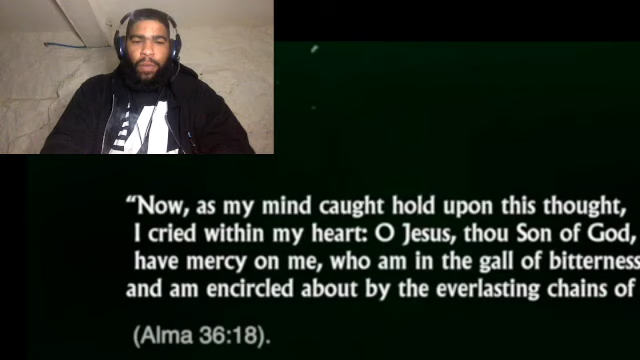 “Now, as my mind caught hold upon this thought,
I cried within my heart: O Jesus, thou Son of God,
have mercy on me, who am in the gall of bitterness
and am encircled about by the everlasting chains of
(Alma 36:18).